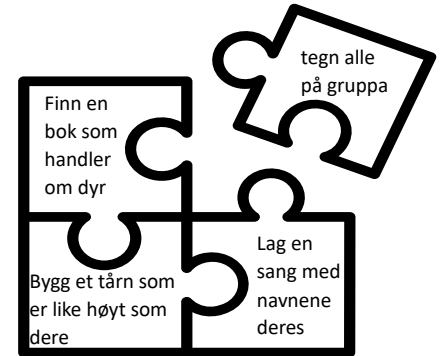 Finn en
bok som
handler
om dyr
tegn alle
på gruppa
Bygg et tårn som
er like høyt som
dere
Lag en
sang med
navnene
deres